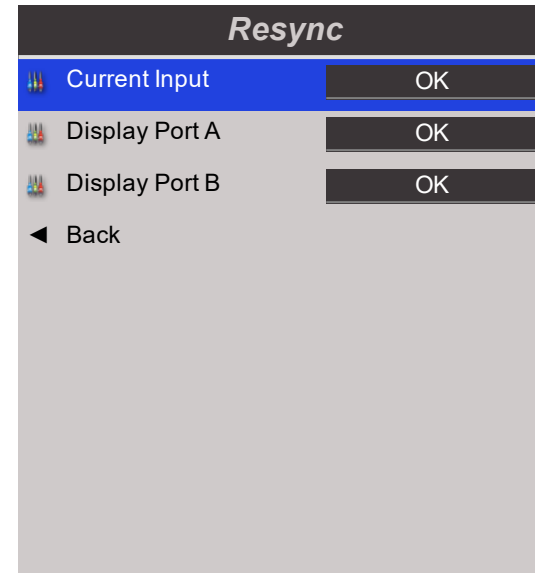 Resync
Current Input OK
Display Port A OK
Display Port B OK
Back